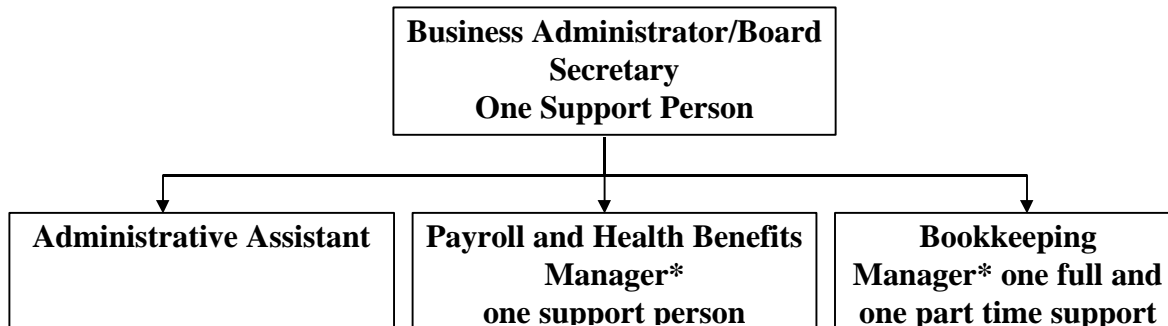 Business Administrator/Board
Secretary
One Support Person
Administrative Assistant
Payroll and Health Benefits
Manager*
one support person
Bookkeeping
Manager* one full and
one part time support